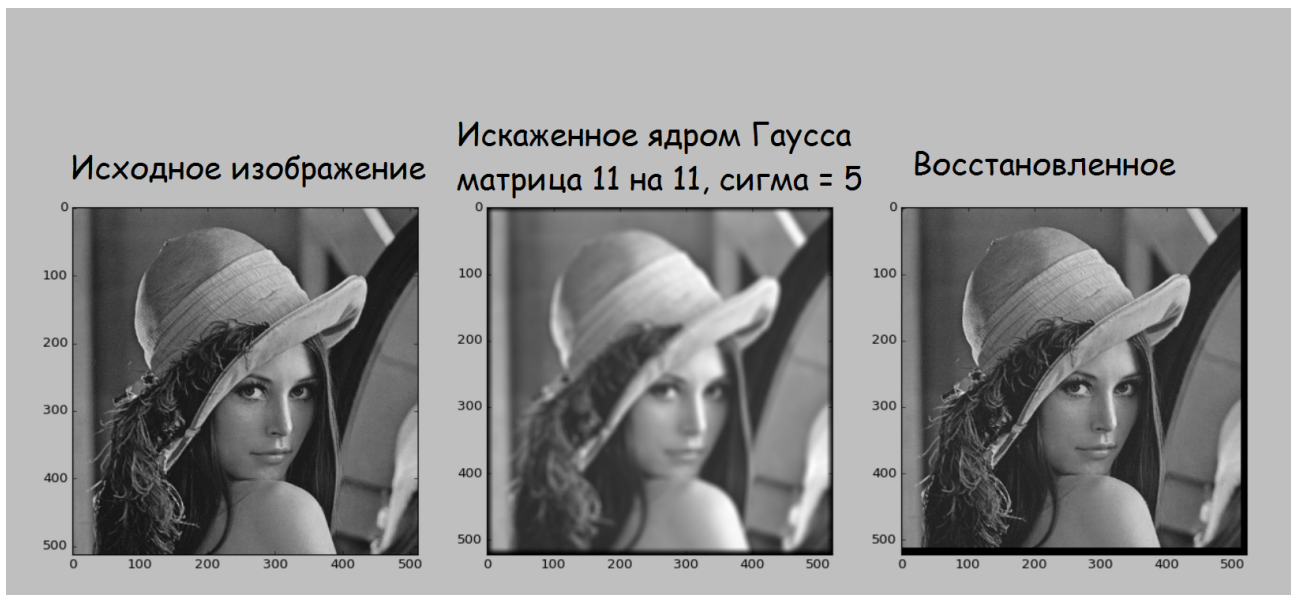 Исходное изображение
Искаженное ядром Гаусса
матрица 11 на 11, сигма = 5
Восстановленное
0
100
200
300
400
500
0 100 200 300 400 500
0
100
200
300
400
500
0 100 200 300 400 500
0
100
200
300
400
500
0 100 200 300 400 500